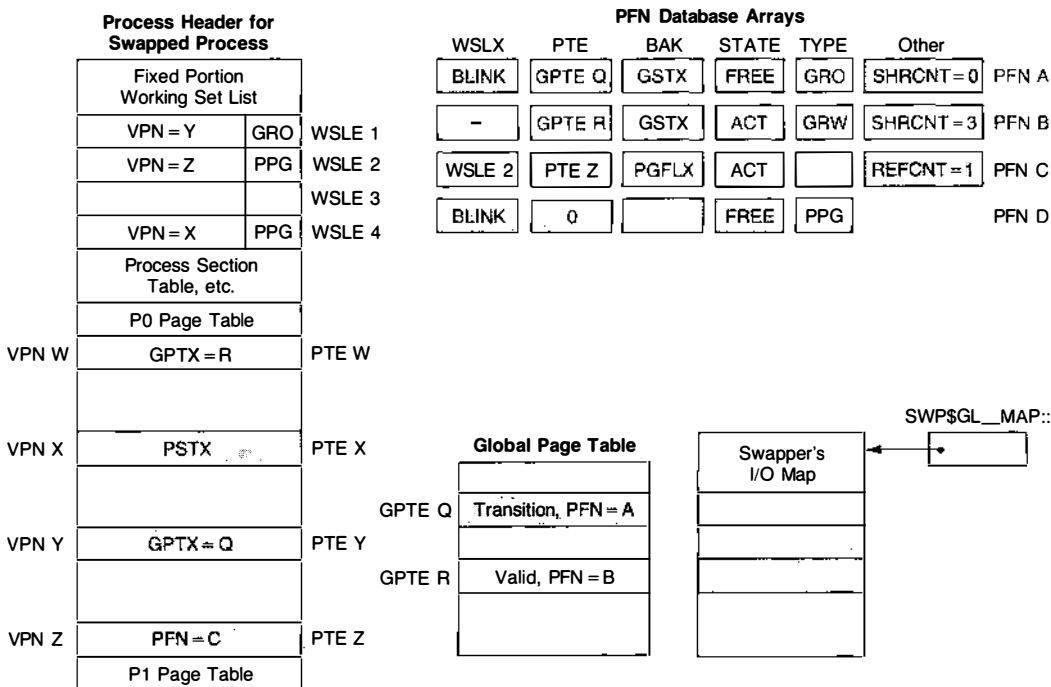 Process Header for
Swapped Process
Fixed Portion
Working Set List
VPN = Y GRO WSLE 1
VPN = Z PPG WSLE 2
WSLE 3
VPN = X PPG WSLE 4
Process Section
Table, etc.
P0 Page Table
VPN W GPTX = R PTE W
VPN X PSTX PTE X
VPN Y GPTX = Q PTE Y
VPN Z PFN = C PTE Z
P1 Page Table
PFN Database Arrays
WSLX PTE BAK STATE TYPE Other
BLINK GPTE Q GSTX FREE GRO SHRCNT = 0 PFN A
– GPTE R GSTX ACT GRW SHRCNT = 3 PFN B
WSLE 2 PTE Z PGFLX ACT REFCNT = 1 PFN C
BLINK 0 FREE PPG PFN D
Global Page Table
GPTE Q Transition, PFN = A
GPTE R Valid, PFN = B
SWP$GL__MAP::
Swapper's
I/O Map